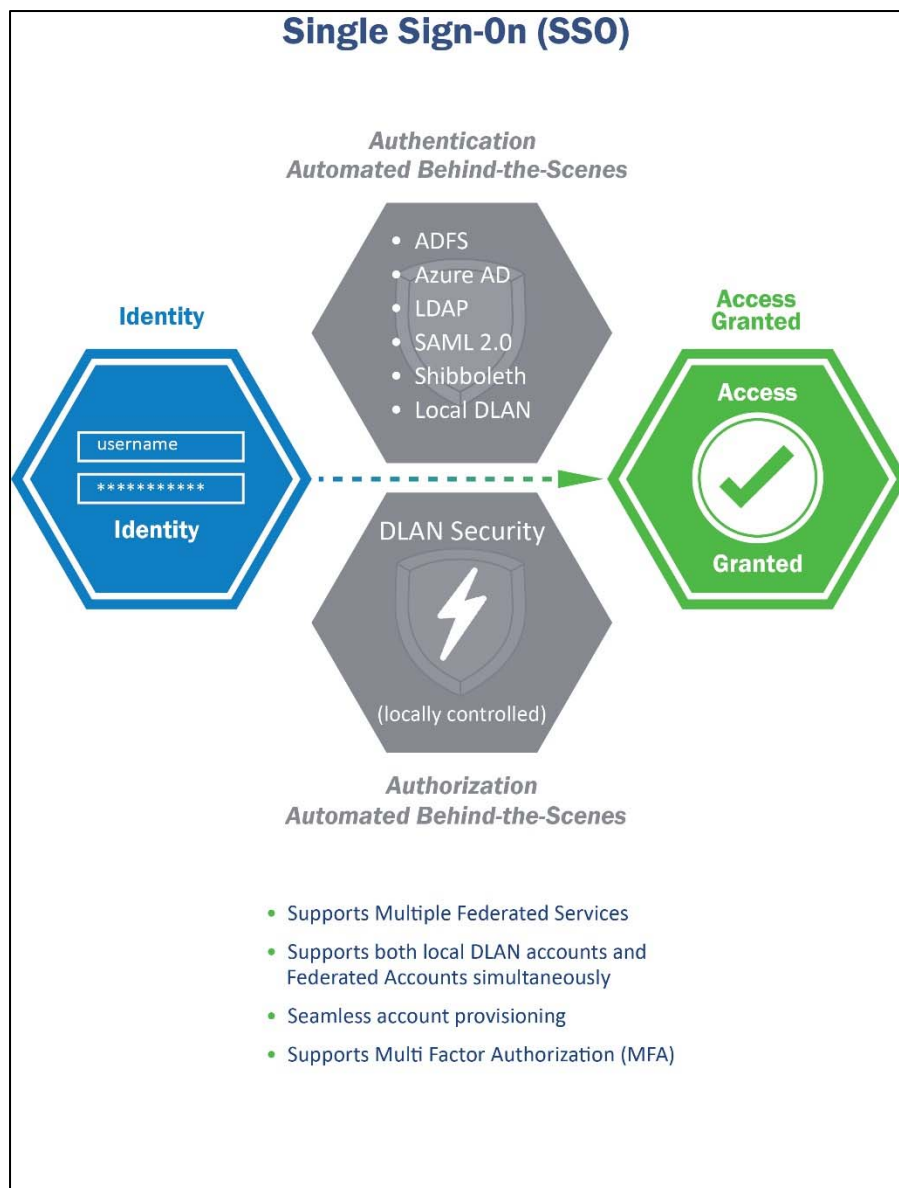 Single Sign-On (SSO)
Authentication
Automated Behind-the-Scenes
• ADFS
• Azure AD
• LDAP
• SAML 2.0
• Shibboleth
• Local DLAN
Identity
username
***********
Identity
Access
Granted
Access
Granted
DLAN Security
(locally controlled)
Authorization
Automated Behind-the-Scenes
• Supports Multiple Federated Services
• Supports both local DLAN accounts and
Federated Accounts simultaneously
• Seamless account provisioning
• Supports Multi Factor Authorization (MFA)